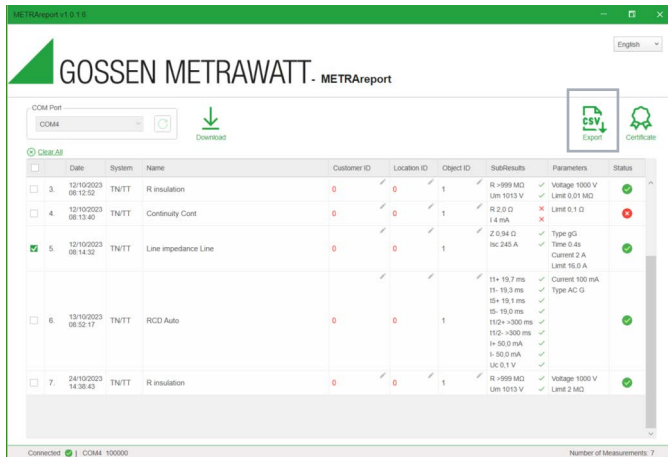 METRAreport v1.0.1.6
English
GOSSEN METRAWATT - METRAreport
COM Port
COM4
Download
CSV
Export
Certificate
Clear All
Date System Name Customer ID Location ID Object ID SubResults Parameters Status
3. 12/10/2023 08:12:52 TN/TT R insulation 0 0 1 R >999 MΩ Voltage 1000 V
Um 1013 V Limit 0,01 MΩ
4. 12/10/2023 08:13:40 TN/TT Continuity Cont 0 0 1 R 2,0 Ω Limit 0,1 Ω
I 4 mA
5. 12/10/2023 08:14:32 TN/TT Line impedance Line 0 0 1 Z 0,94 Ω Type gG
Isc 245 A Time 0.4s
Current 2 A
Limit 16,0 A
6. 13/10/2023 08:52:17 TN/TT RCD Auto 0 0 1 t1+ 19,7 ms Current 100 mA
t1- 19,3 ms Type AC G
t5+ 19,1 ms
t5- 19,0 ms
t1/2+ >300 ms
t1/2- >300 ms
I+ 50,0 mA
I- 50,0 mA
Uc 0,1 V
7. 24/10/2023 14:38:43 TN/TT R insulation 0 0 1 R >999 MΩ Voltage 1000 V
Um 1013 V Limit 2 MΩ
Connected | COM4 100000 Number of Measurements: 7